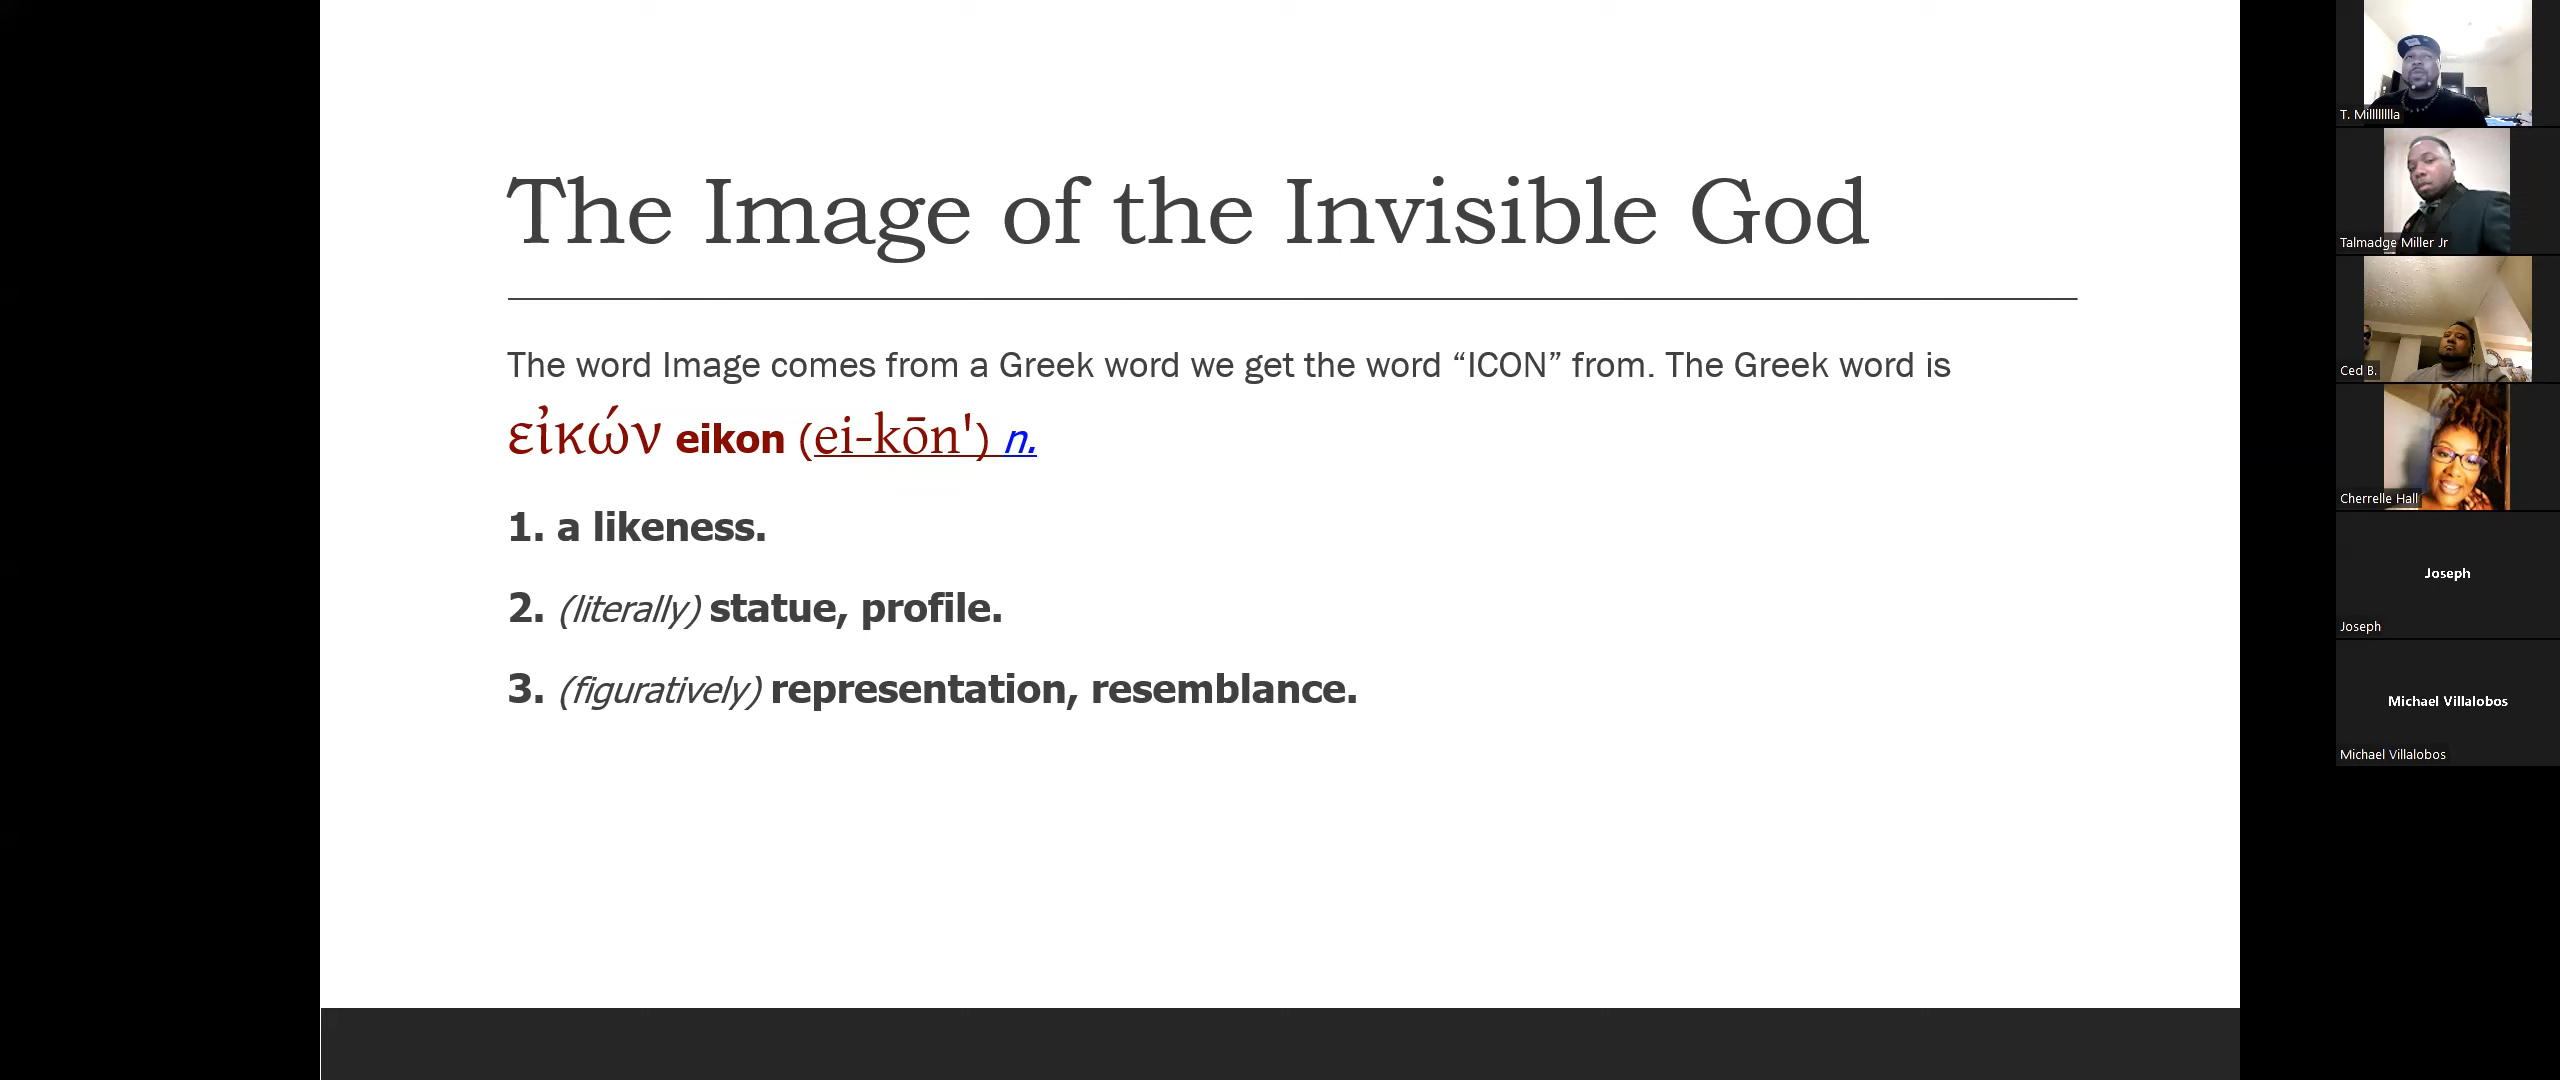 The Image of the Invisible God
The word Image comes from a Greek word we get the word “ICON” from. The Greek word is
εἰκών eikon (ei-kōn') n.
1. a likeness.
2. (literally) statue, profile.
3. (figuratively) representation, resemblance.
T. Millllllllla
Talmadge Miller Jr
Ced B.
Cherrelle Hall
Joseph
Joseph
Michael Villalobos
Michael Villalobos